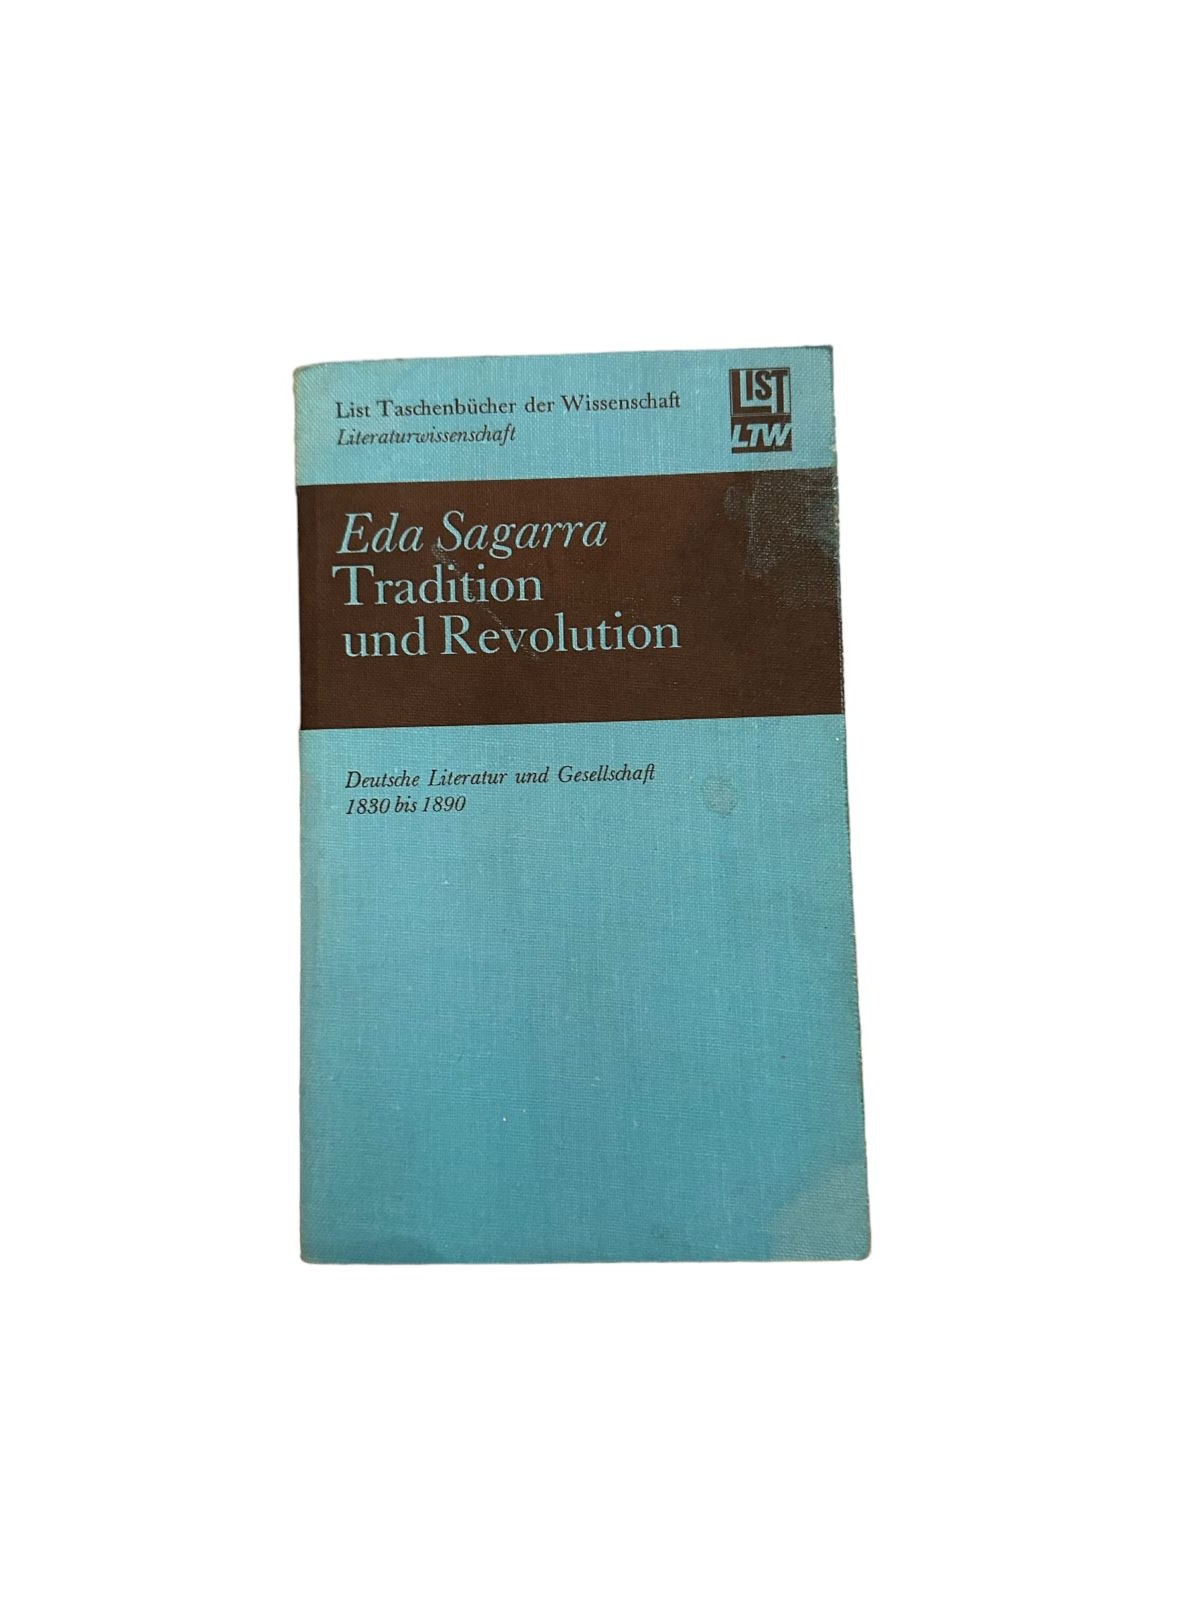 List Taschenbücher der Wissenschaft
Literaturwissenschaft
LIST
LTW
Eda Sagarra
Tradition
und Revolution
Deutsche Literatur und Gesellschaft
1830 bis 1890